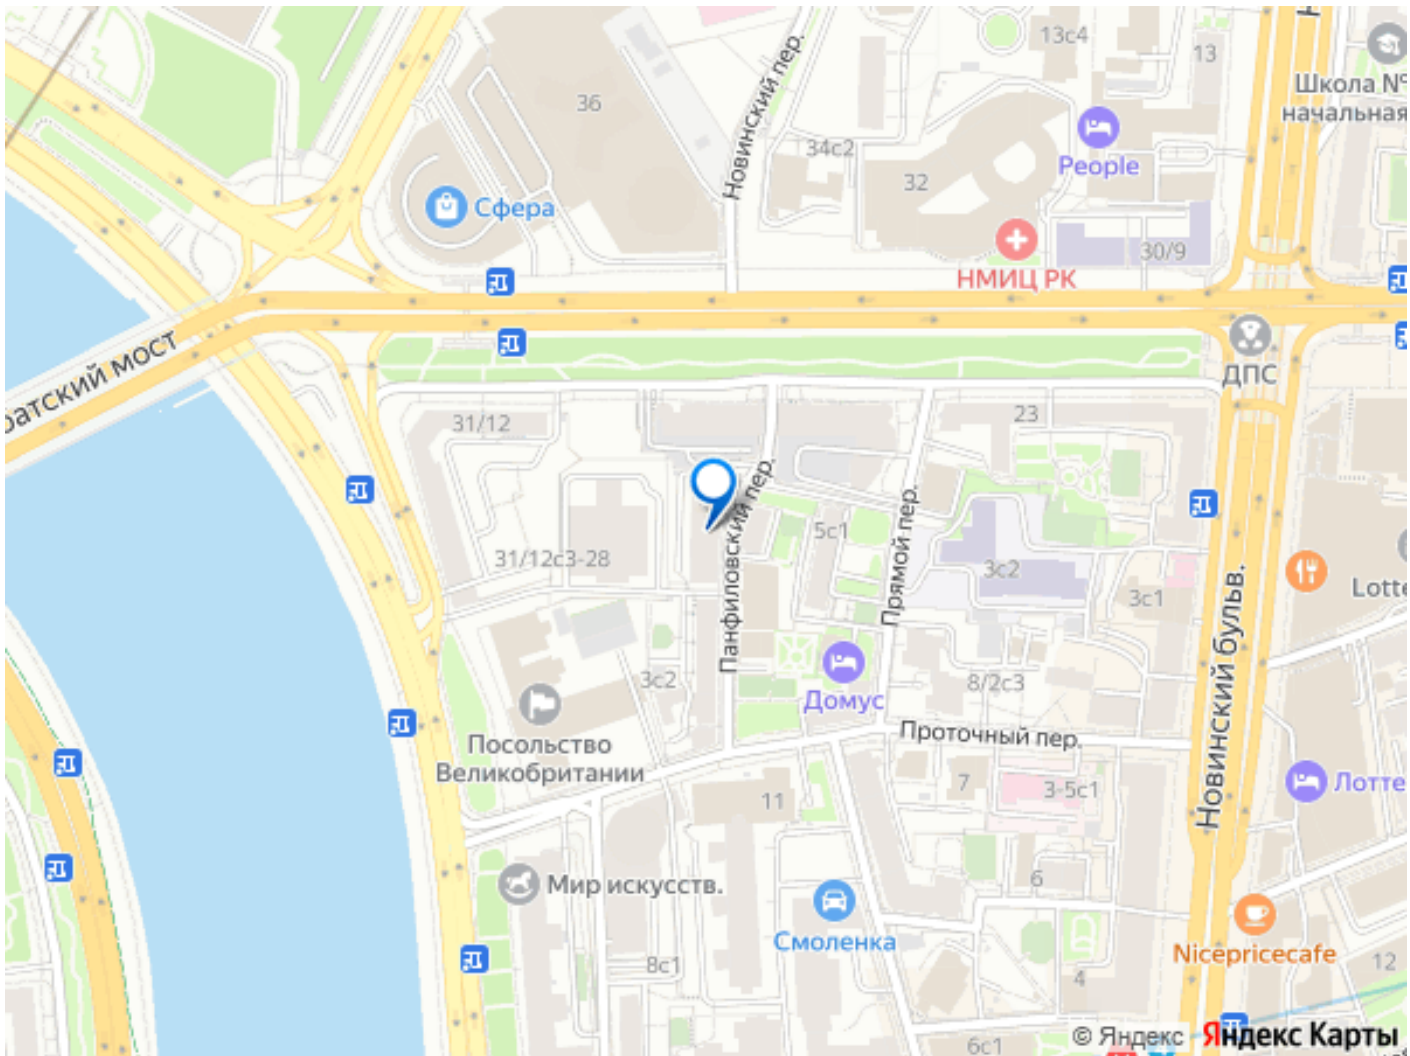 13с4
13
Школа №
начальная
36
Новинский пер.
34с2
People
32
Сфера
30/9
НМИЦ РК
ратский мост
ДПС
31/12
23
Панфиловский пер.
5с1
Прямой пер.
31/12с3-28
3с2
3с1
Lotte
Новинский бульв.
3с2
Домус
8/2с3
Посольство
Великобритании
Проточный пер.
7
3-5с1
11
Лотте
Мир искусств.
6
Смоленка
Nicepricecafe
8с1
4
12
6с1
© Яндекс Яндекс Карты